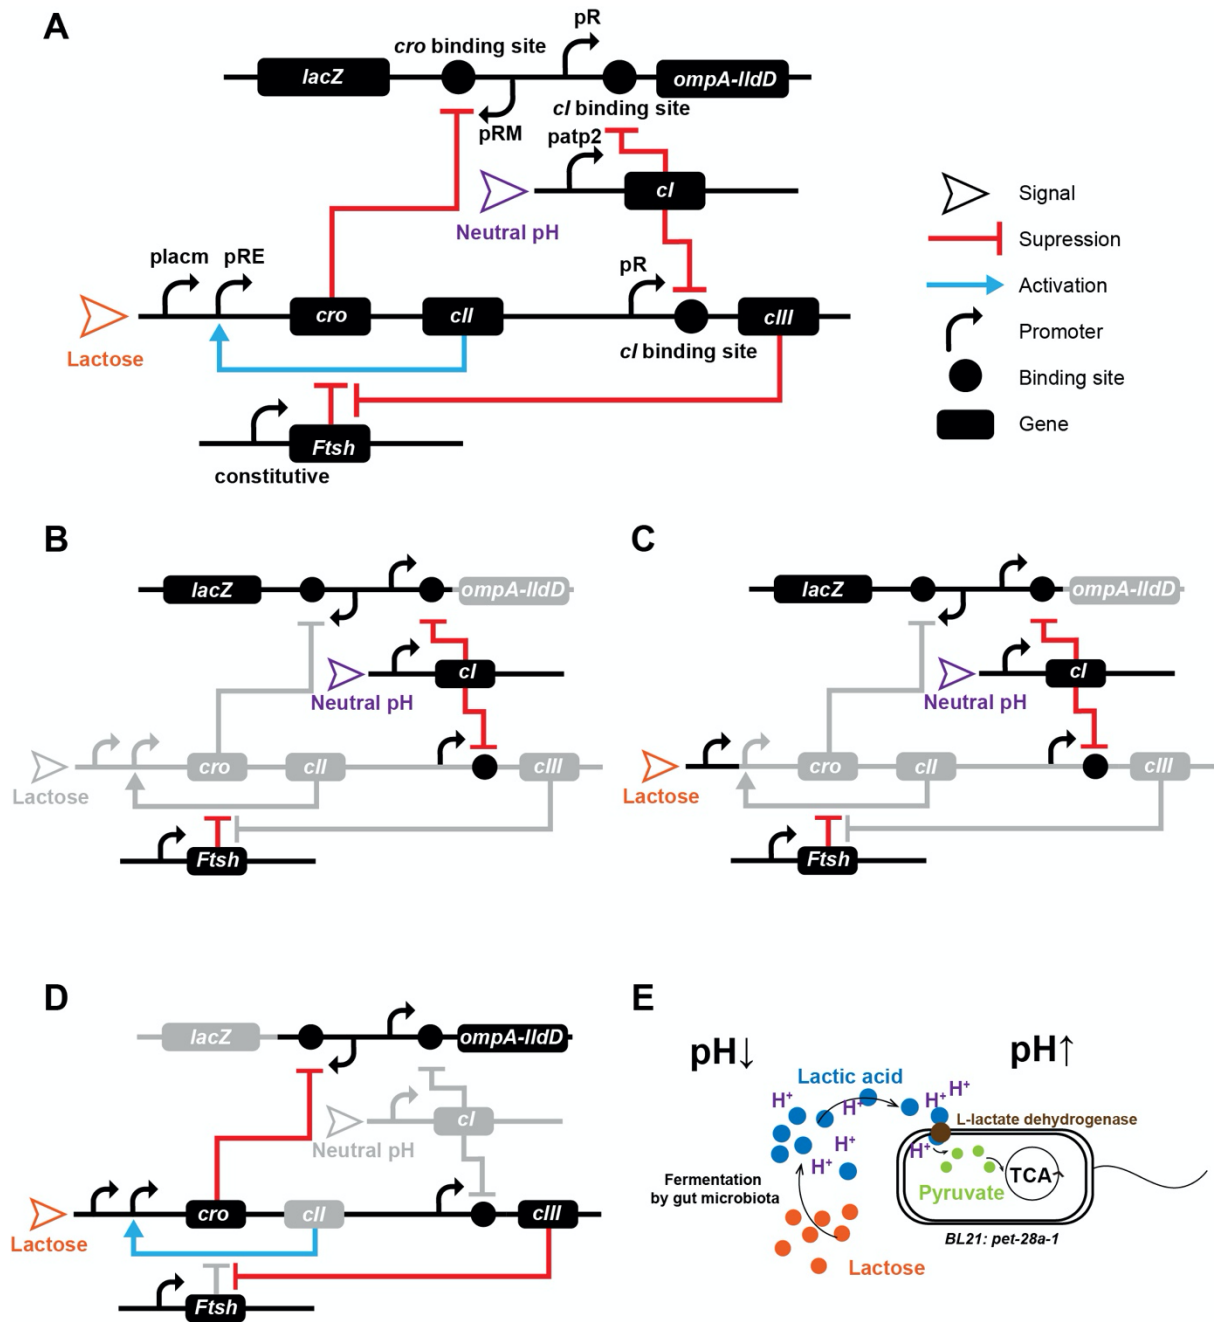 A
pR
cro binding site
lacZ
ompA-lldD
cI binding site
pRM
patp2
cI
Neutral pH
placm
pRE
pR
cro
cII
cIII
Lactose
cI binding site
Ftsh
constitutive
Signal
Supression
Activation
Promoter
Binding site
Gene
B
lacZ
ompA-lldD
cI
Neutral pH
cro
cII
cIII
Lactose
Ftsh
C
lacZ
ompA-lldD
cI
Neutral pH
cro
cII
cIII
Lactose
Ftsh
D
lacZ
ompA-lldD
cI
Neutral pH
cro
cII
cIII
Lactose
Ftsh
E
pH↓
pH↑
Lactic acid
H+
H+
H+
H+
H+
H+
H+
L-lactate dehydrogenase
Pyruvate
TCA
Fermentation
by gut microbiota
BL21: pet-28a-1
Lactose